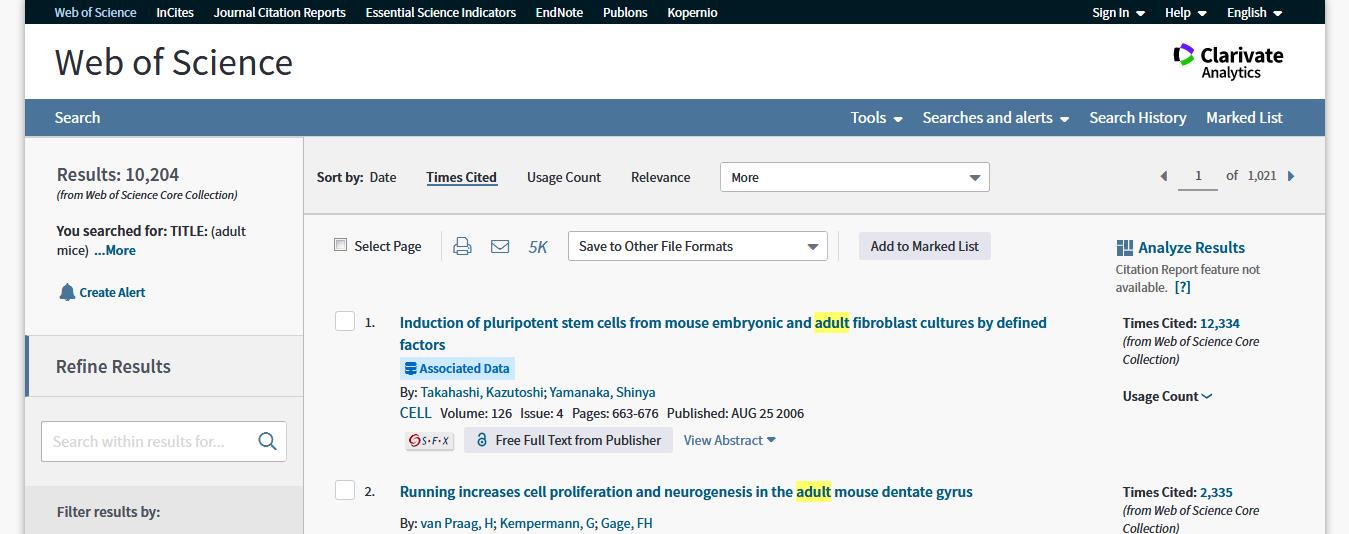 Web of Science InCites Journal Citation Reports Essential Science Indicators EndNote Publons Kopernio Sign In Help English
Web of Science
Clarivate
Analytics
Search Tools Searches and alerts Search History Marked List
Results: 10,204
(from Web of Science Core Collection)
You searched for: TITLE: (adult
mice) ...More
Create Alert
Refine Results
Search within results for...
Filter results by:
Sort by: Date Times Cited Usage Count Relevance More 1 of 1,021
Select Page 5K Save to Other File Formats Add to Marked List
Analyze Results
Citation Report feature not
available. [?]
1. Induction of pluripotent stem cells from mouse embryonic and adult fibroblast cultures by defined
factors
Associated Data
By: Takahashi, Kazutoshi; Yamanaka, Shinya
CELL Volume: 126 Issue: 4 Pages: 663-676 Published: AUG 25 2006
S·F·X Free Full Text from Publisher View Abstract
Times Cited: 12,334
(from Web of Science Core
Collection)
Usage Count
2. Running increases cell proliferation and neurogenesis in the adult mouse dentate gyrus
By: van Praag, H; Kempermann, G; Gage, FH
Times Cited: 2,335
(from Web of Science Core
Collection)